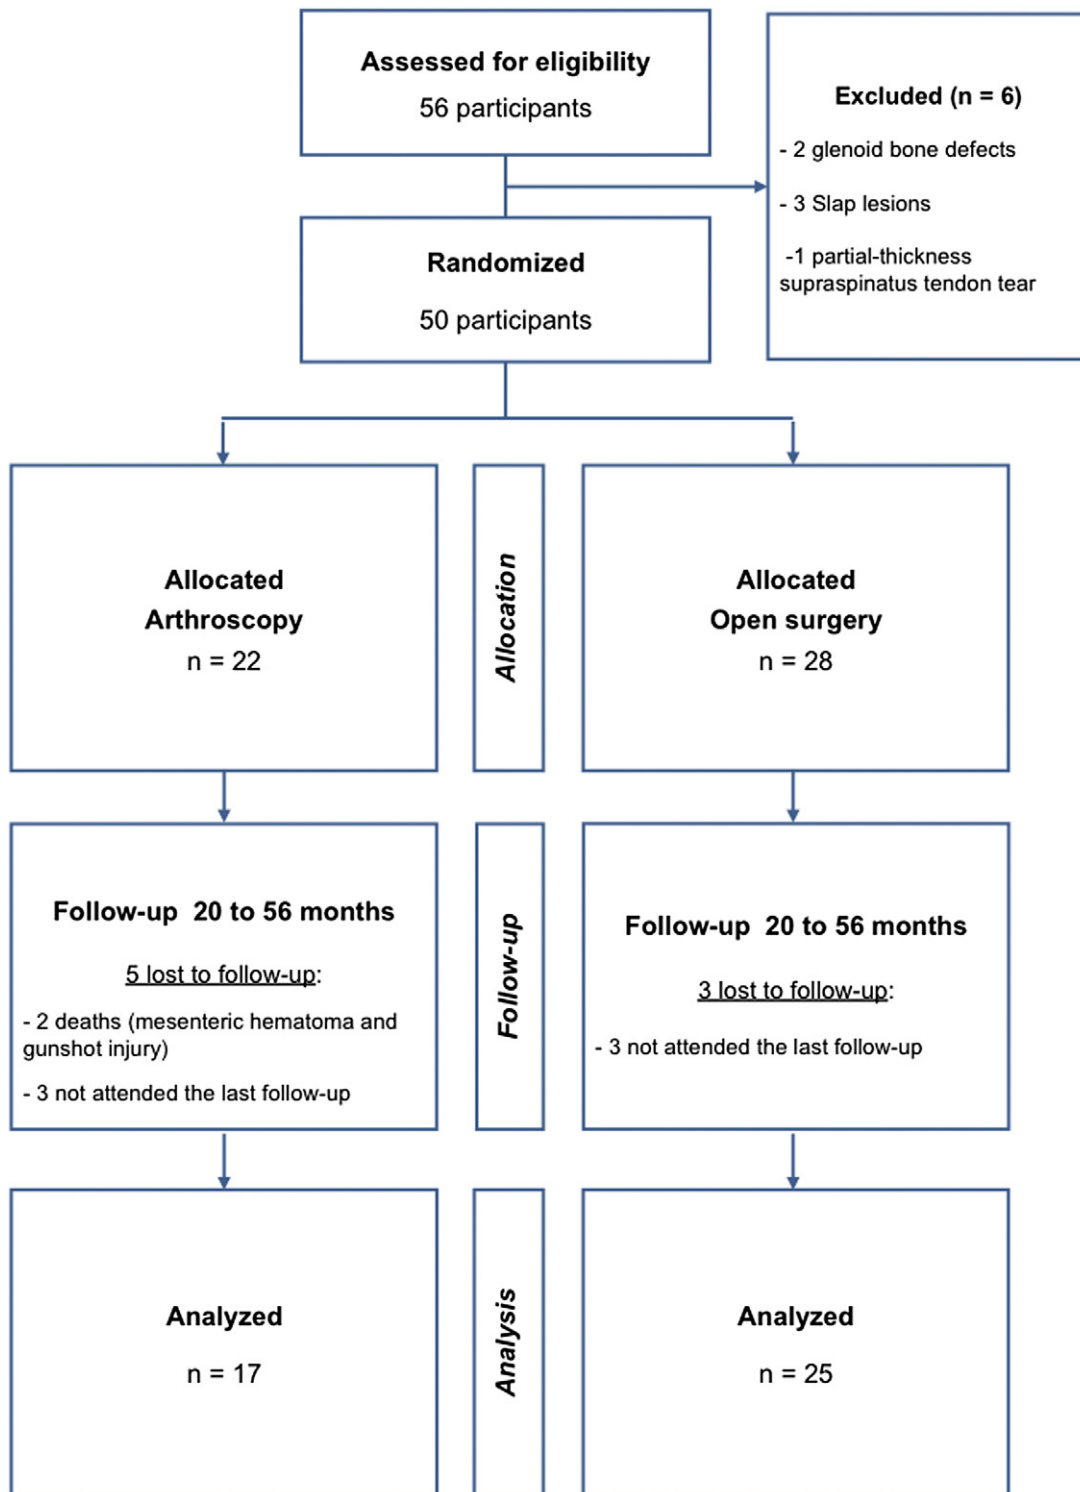 Assessed for eligibility
56 participants
Excluded (n = 6)
- 2 glenoid bone defects
- 3 Slap lesions
-1 partial-thickness
supraspinatus tendon tear
Randomized
50 participants
Allocated
Arthroscopy
n = 22
Allocation
Allocated
Open surgery
n = 28
Follow-up  20 to 56 months
5 lost to follow-up:
- 2 deaths (mesenteric hematoma and
gunshot injury)
- 3 not attended the last follow-up
Follow-up
Follow-up  20 to 56 months
3 lost to follow-up:
- 3 not attended the last follow-up
Analyzed
n = 17
Analysis
Analyzed
n = 25